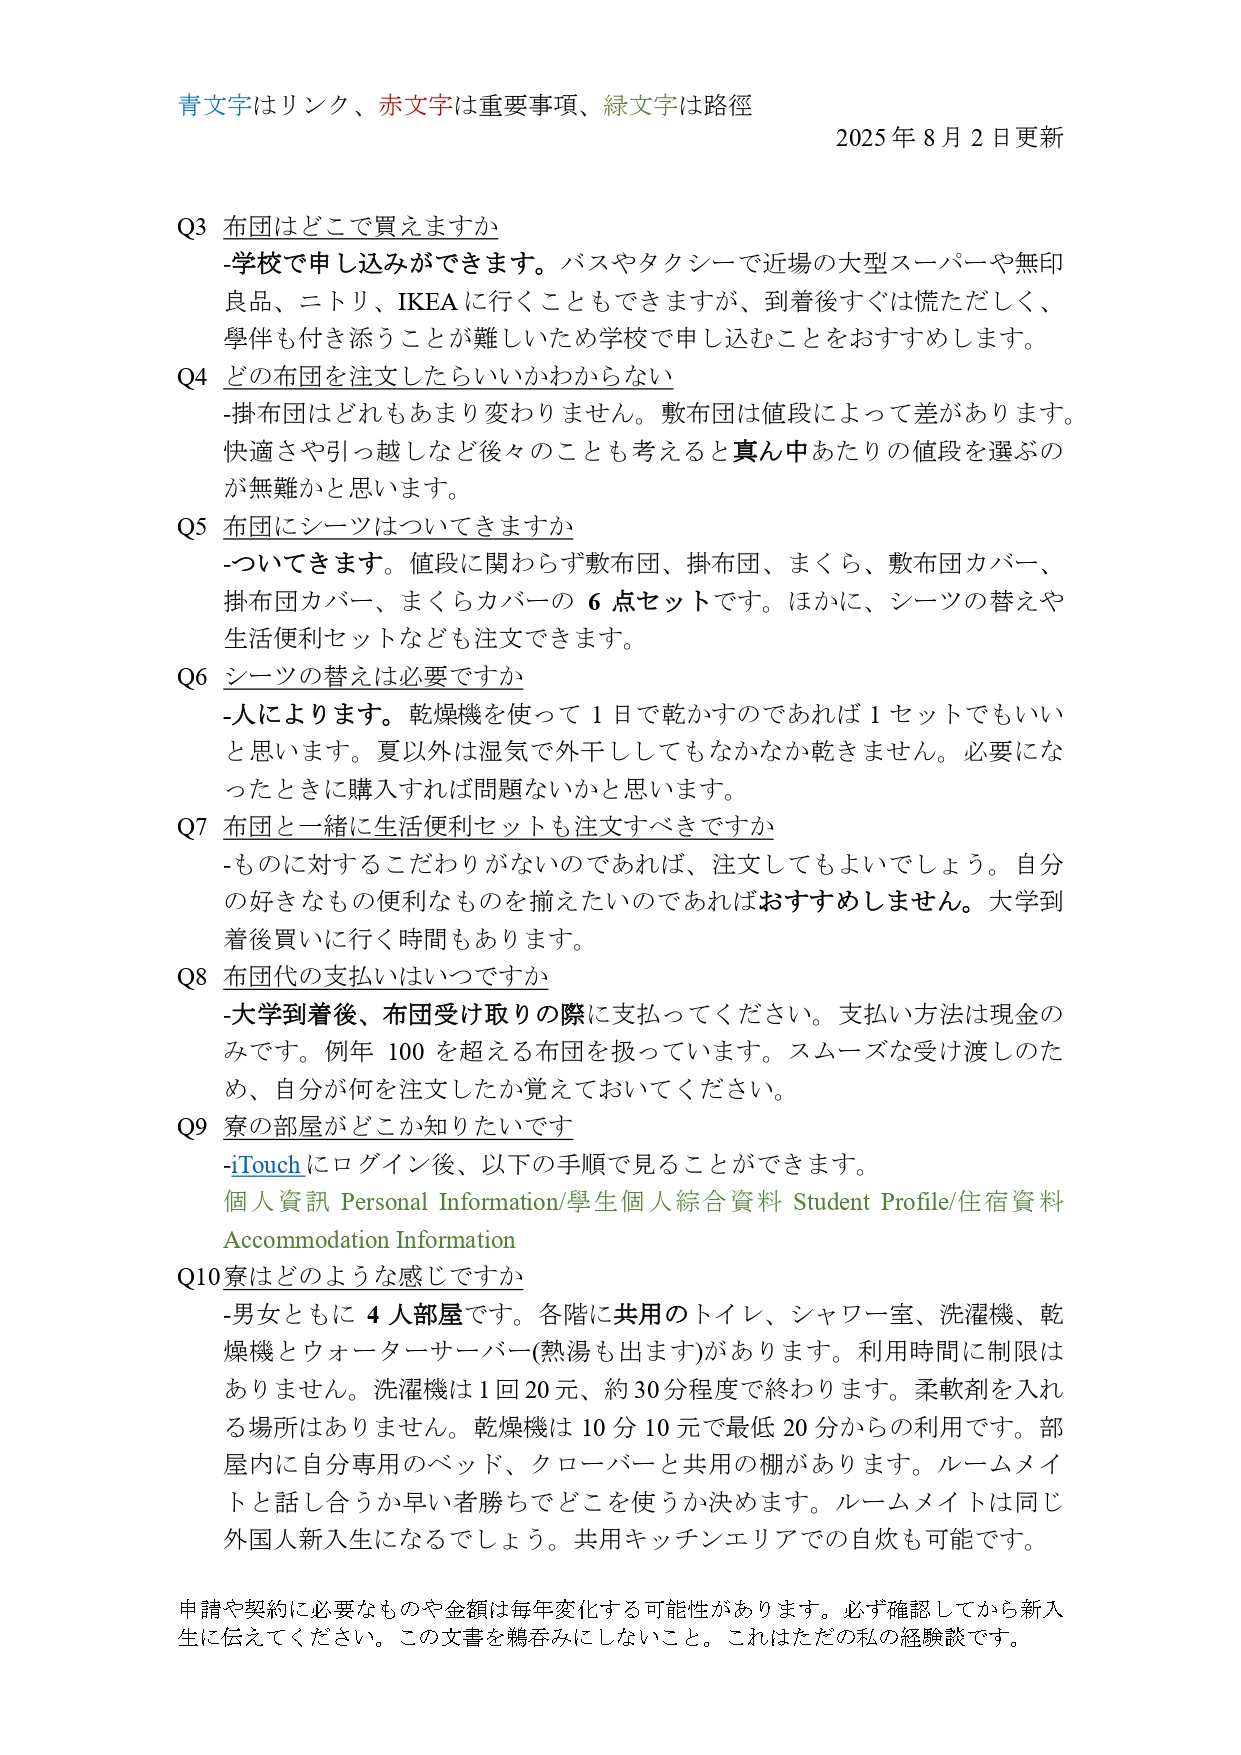 青文字はリンク、赤文字は重要事項、緑文字は路徑
2025年8月2日更新
Q3 布団はどこで買えますか
-学校で申し込みができます。バスやタクシーで近場の大型スーパーや無印
良品、ニトリ、IKEAに行くこともできますが、到着後すぐは慌ただしく、
學伴も付き添うことが難しいため学校で申し込むことをおすすめします。
Q4 どの布団を注文したらいいかわからない
-掛布団はどれもあまり変わりません。敷布団は値段によって差があります。
快適さや引っ越しなど後々のことも考えると真ん中あたりの値段を選ぶの
が無難かと思います。
Q5 布団にシーツはついてきますか
-ついてきます。値段に関わらず敷布団、掛布団、まくら、敷布団カバー、
掛布団カバー、まくらカバーの 6 点セットです。ほかに、シーツの替えや
生活便利セットなども注文できます。
Q6 シーツの替えは必要ですか
-人によります。乾燥機を使って 1 日で乾かすのであれば 1 セットでもいい
と思います。夏以外は湿気で外干ししてもなかなか乾きません。必要にな
ったときに購入すれば問題ないかと思います。
Q7 布団と一緒に生活便利セットも注文すべきですか
-ものに対するこだわりがないのであれば、注文してもよいでしょう。自分
の好きなもの便利なものを揃えたいのであればおすすめしません。大学到
着後買いに行く時間もあります。
Q8 布団代の支払いはいつですか
-大学到着後、布団受け取りの際に支払ってください。支払い方法は現金の
みです。例年 100 を超える布団を扱っています。スムーズな受け渡しのた
め、自分が何を注文したか覚えておいてください。
Q9 寮の部屋がどこか知りたいです
-iTouch にログイン後、以下の手順で見ることができます。
個人資訊 Personal Information/學生個人綜合資料 Student Profile/住宿資料
Accommodation Information
Q10 寮はどのような感じですか
-男女ともに 4 人部屋です。各階に共用のトイレ、シャワー室、洗濯機、乾
燥機とウォーターサーバー(熱湯も出ます)があります。利用時間に制限は
ありません。洗濯機は1回20元、約30分程度で終わります。柔軟剤を入れ
る場所はありません。乾燥機は 10 分 10 元で最低 20 分からの利用です。部
屋内に自分専用のベッド、クローバーと共用の棚があります。ルームメイ
トと話し合うか早い者勝ちでどこを使うか決めます。ルームメイトは同じ
外国人新入生になるでしょう。共用キッチンエリアでの自炊も可能です。
申請や契約に必要なものや金額は毎年変化する可能性があります。必ず確認してから新入
生に伝えてください。この文書を鵜呑みにしないこと。これはただの私の経験談です。